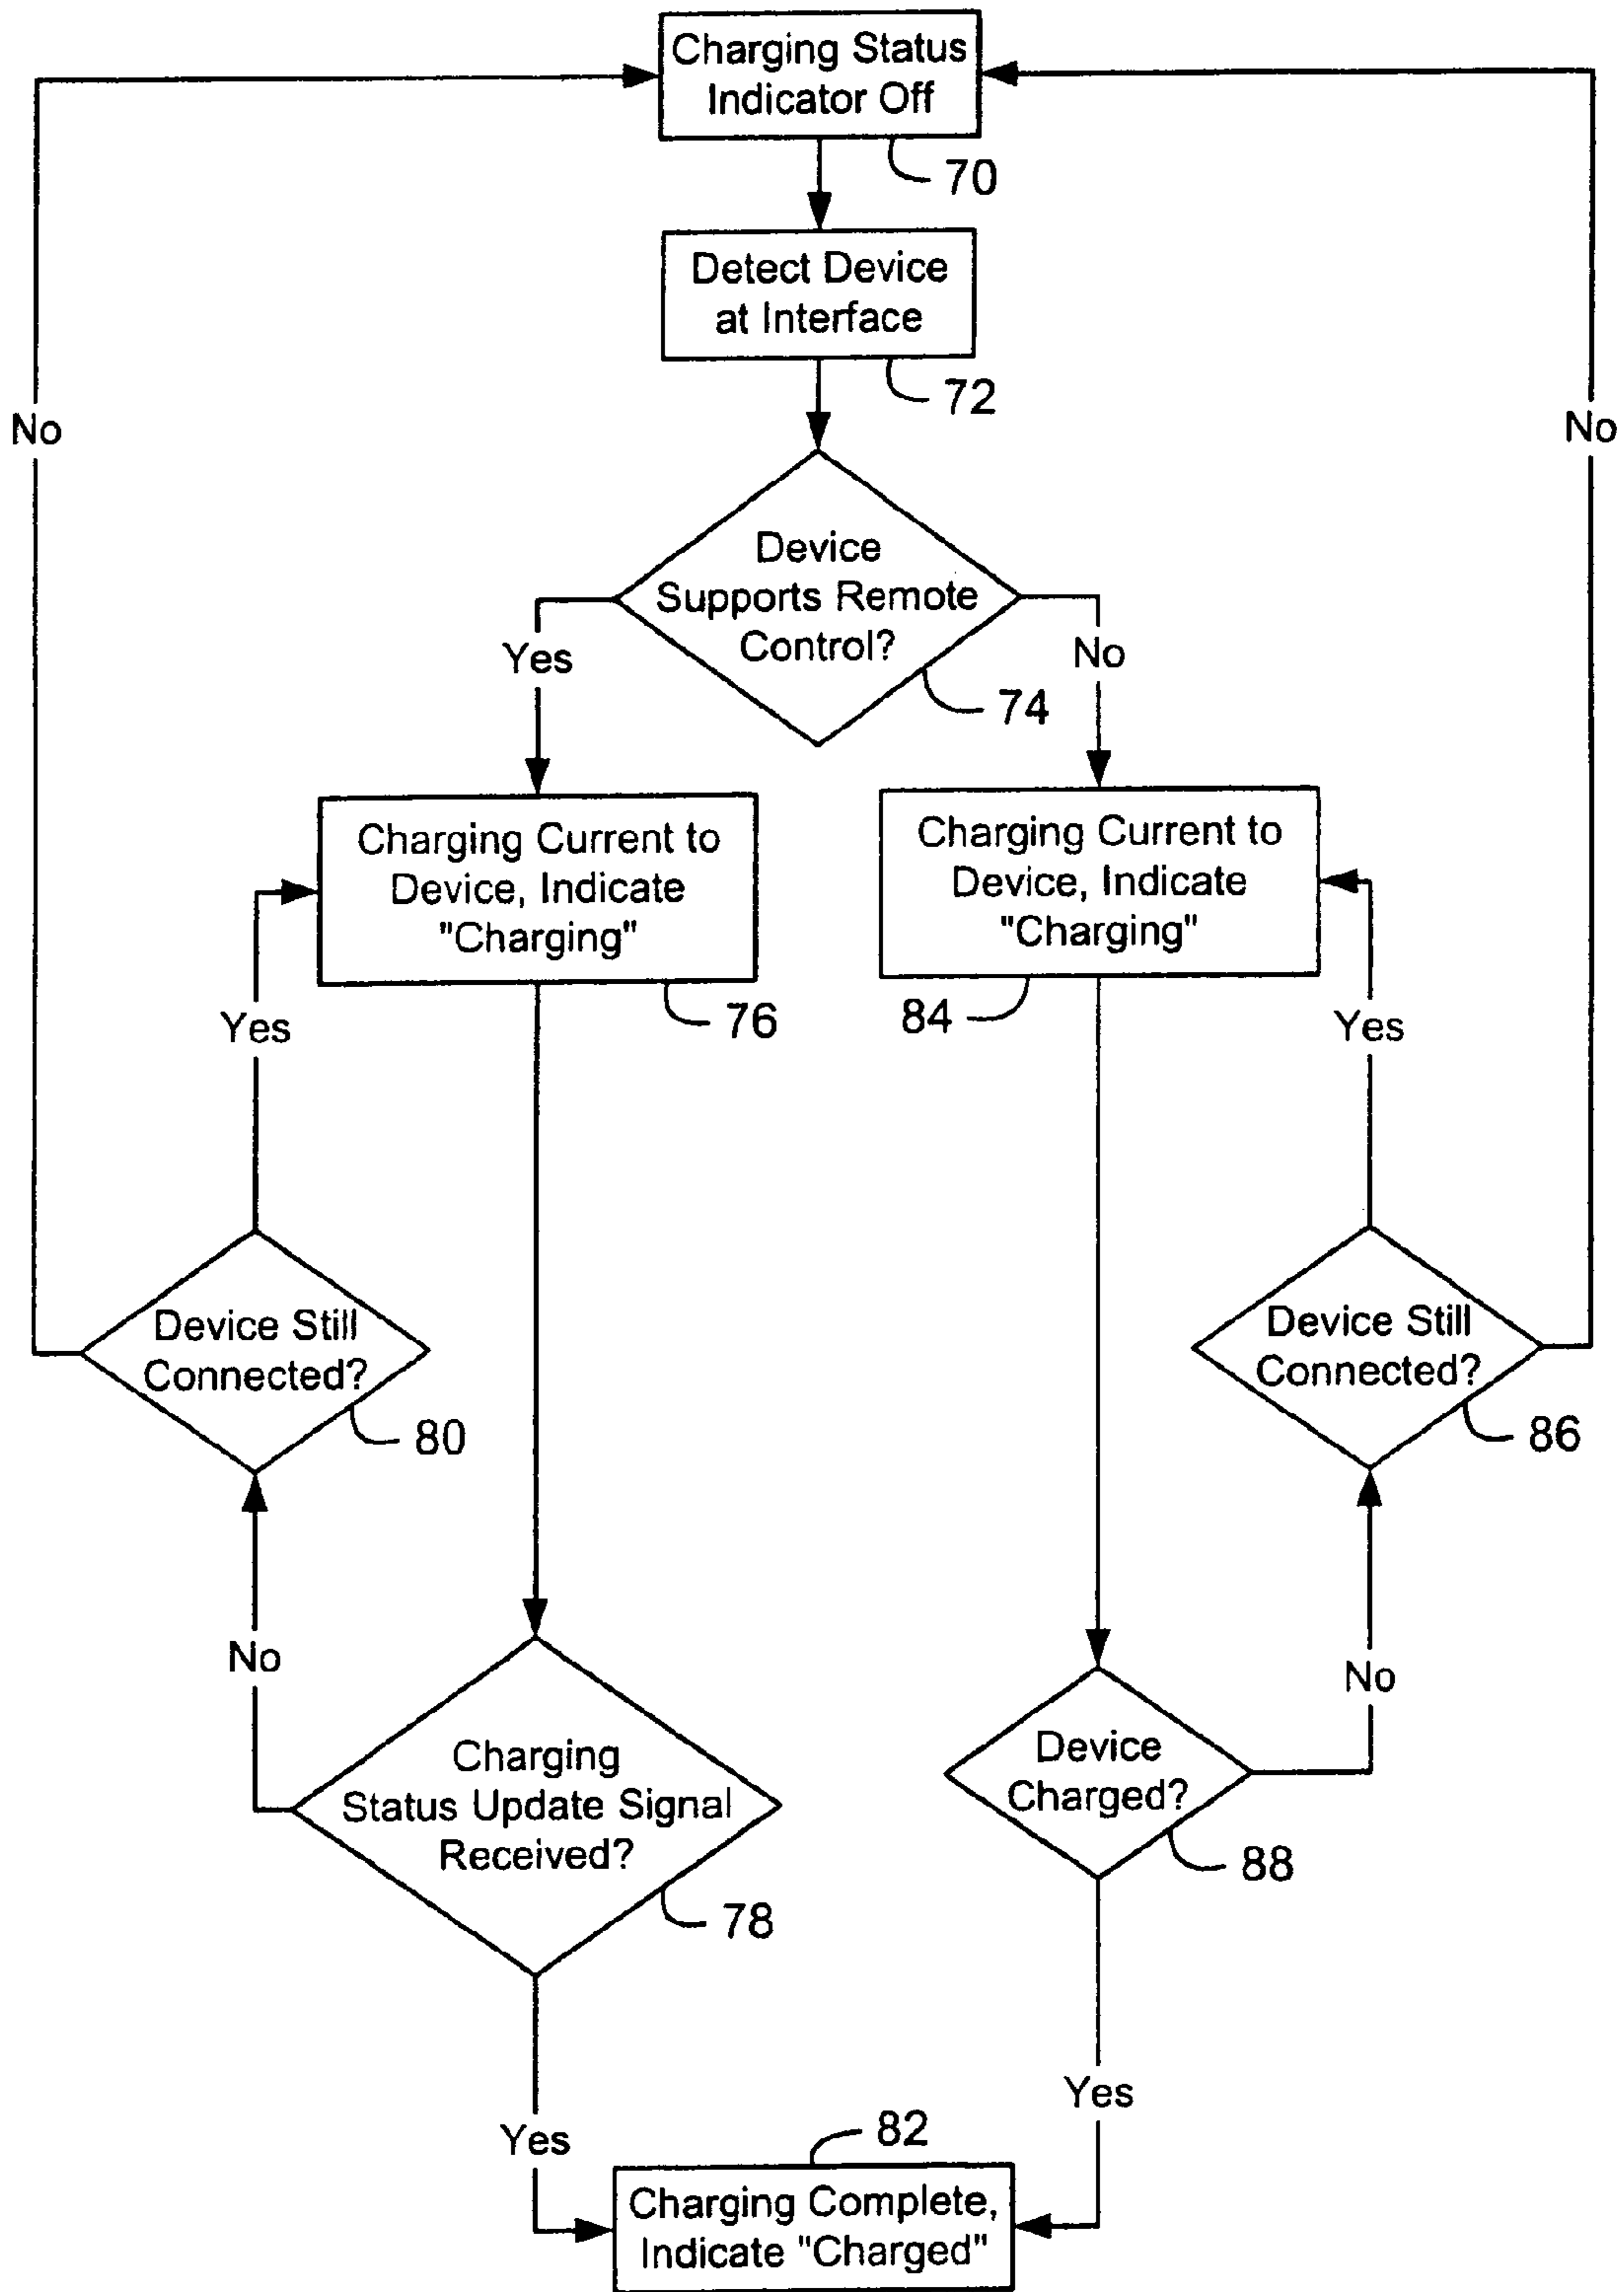 Charging Status
Indicator Off
70
Detect Device
at Interface
72
No
No
Device
Supports Remote
Control?
74
Yes
No
Charging Current to
Device, Indicate
"Charging"
76
Charging Current to
Device, Indicate
"Charging"
84
Yes
Yes
Device Still
Connected?
80
Device Still
Connected?
86
No
No
Charging
Status Update Signal
Received?
78
Device
Charged?
88
Yes
Yes
82
Charging Complete,
Indicate "Charged"